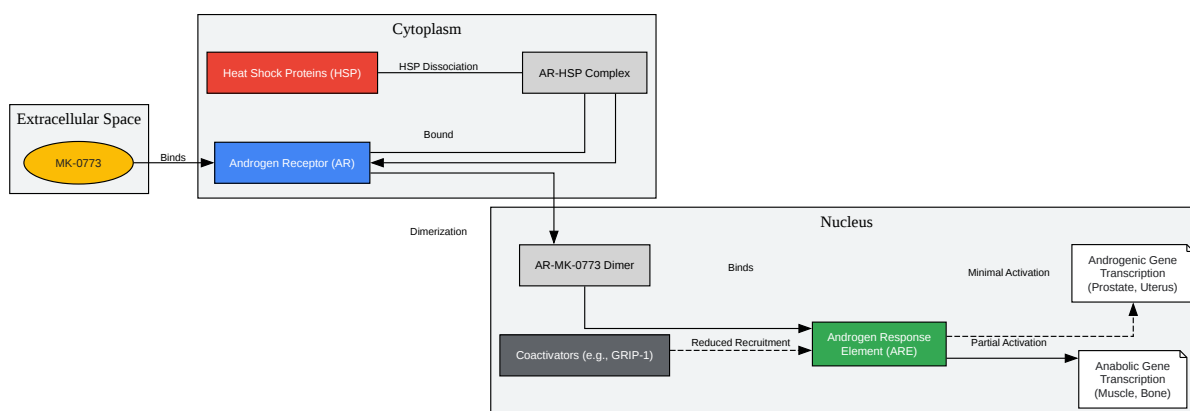 Cytoplasm
Heat Shock Proteins (HSP)
HSP Dissociation
AR-HSP Complex
Extracellular Space
MK-0773
Binds
Bound
Androgen Receptor (AR)
Dimerization
Nucleus
AR-MK-0773 Dimer
Binds
Minimal Activation
Androgenic Gene
Transcription
(Prostate, Uterus)
Coactivators (e.g., GRIP-1)
Reduced Recruitment
Androgen Response
Element (ARE)
Partial Activation
Anabolic Gene
Transcription
(Muscle, Bone)